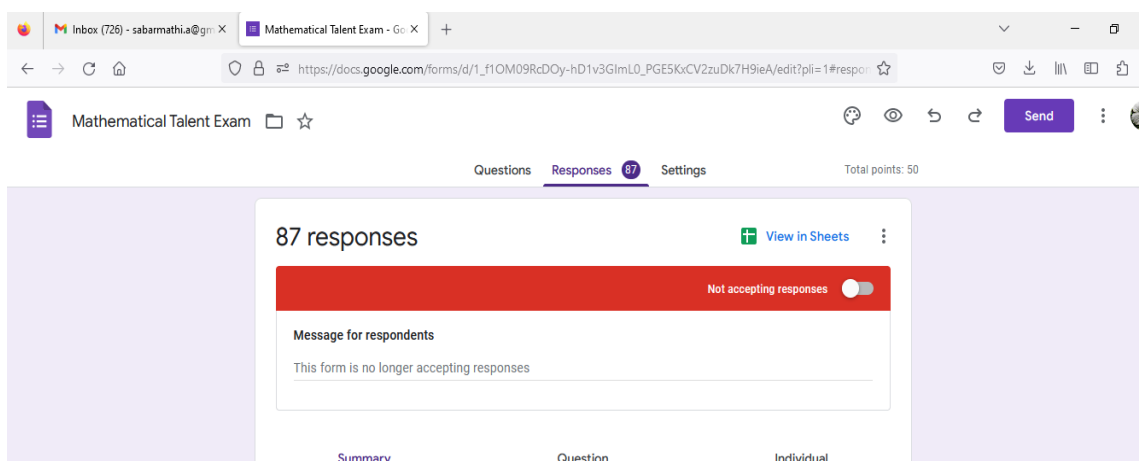 Inbox (726) - sabarmathi.a@gm
Mathematical Talent Exam - Go
https://docs.google.com/forms/d/1_f1OM09RcDOy-hD1v3GImL0_PGE5KxCV2zuDk7H9ieA/edit?pli=1#respon
Mathematical Talent Exam
Send
Questions Responses 87 Settings Total points: 50
87 responses
View in Sheets
Not accepting responses
Message for respondents
This form is no longer accepting responses
Summary Question Individual